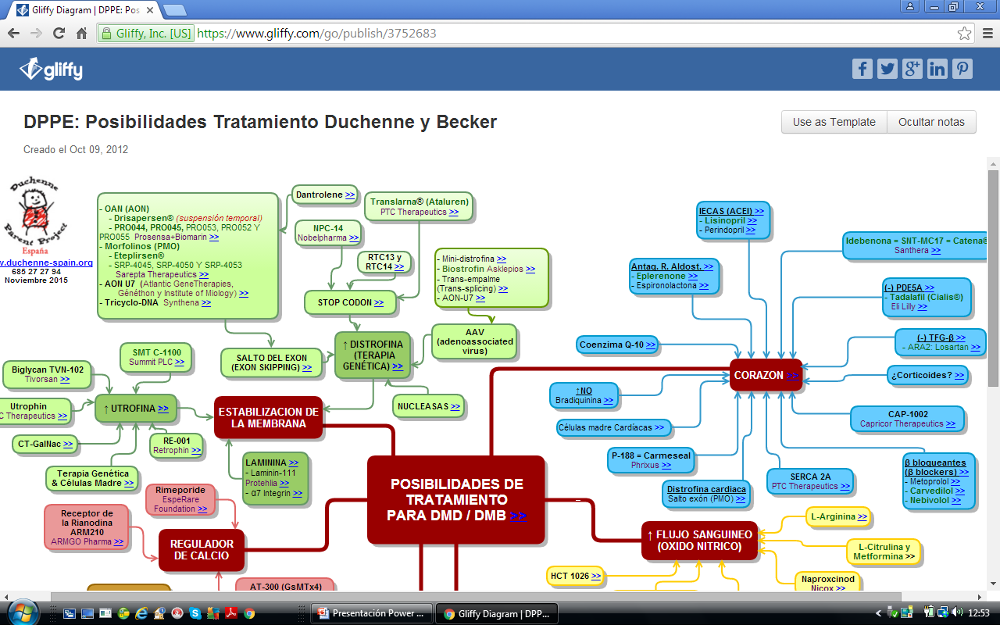 Gliffy Diagram | DPPE: Pos
Gliffy, Inc. [US]
https://www.gliffy.com/go/publish/3752683
gliffy
DPPE: Posibilidades Tratamiento Duchenne y Becker
Use as Template
Ocultar notas
Creado el Oct 09, 2012
Duchenne
Parent Project
España
w.duchenne-spain.org
685 27 27 94
Noviembre 2015
- OAN (AON)
- Drisapersen® (suspensión temporal)
- PRO044, PRO045, PRO053, PRO052 Y
PRO055 Prosensa+Biomarin >>
- Morfolinos (PMO)
- Eteplirsen®
- SRP-4045, SRP-4050 Y SRP-4053
Sarepta Therapeutics >>
- AON U7 (Atlantic GeneTherapies,
Généthon y Institute of Miology) >>
- Tricyclo-DNA Synthena >>
Dantrolene >>
Translarna® (Ataluren)
PTC Therapeutics >>
NPC-14
Nobelpharma >>
RTC13 y
RTC14 >>
STOP CODON >>
- Mini-distrofina >>
- Biostrofin Asklepios >>
- Trans-empalme
(Trans-splicing) >>
- AON-U7 >>
AAV
(adenoassociated
virus)
SALTO DEL EXON
(EXON SKIPPING) >>
↑ DISTROFINA
(TERAPIA
GENÉTICA) >>
NUCLEASAS >>
SMT C-1100
Summit PLC >>
Biglycan TVN-102
Tivorsan >>
Utrophin
C Therapeutics >>
↑ UTROFINA >>
CT-GalNac >>
RE-001
Retrophin >>
Terapia Genética
& Células Madre >>
ESTABILIZACION DE
LA MEMBRANA
LAMININA >>
- Laminin-111
Prothelia >>
- α7 Integrin >>
Rimeporide
EspeRare
Foundation >>
Receptor de
la Rianodina
ARM210
ARMGO Pharma >>
REGULADOR
DE CALCIO
AT-300 (GsMTx4)
POSIBILIDADES DE
TRATAMIENTO
PARA DMD / DMB >>
IECAS (ACEI) >>
- Lisinopril >>
- Perindopril >>
Idebenona = SNT-MC17 = Catena®
Santhera >>
Antag. R. Aldost. >>
- Eplerenone >>
- Espironolactona >>
(-) PDE5A >>
- Tadalafil (Cialis®)
Eli Lilly >>
(-) TFG-β >>
- ARA2: Losartan >>
Coenzima Q-10 >>
CORAZON >>
¿Corticoides? >>
↑NO
Bradiquinina >>
Células madre Cardíacas >>
CAP-1002
Capricor Therapeutics >>
P-188 = Carmeseal
Phrixus >>
Distrofina cardiaca
Salto exón (PMO) >>
SERCA 2A
PTC Therapeutics >>
β bloqueantes
(β blockers) >>
- Metoprolol >>
- Carvedilol >>
- Nebivolol >>
↑ FLUJO SANGUINEO
(OXIDO NITRICO)
L-Arginina >>
L-Citrulina y
Metformina >>
HCT 1026 >>
Naproxcinod
Nicox >>
Presentación Power ...
Gliffy Diagram | DPP...
12:53